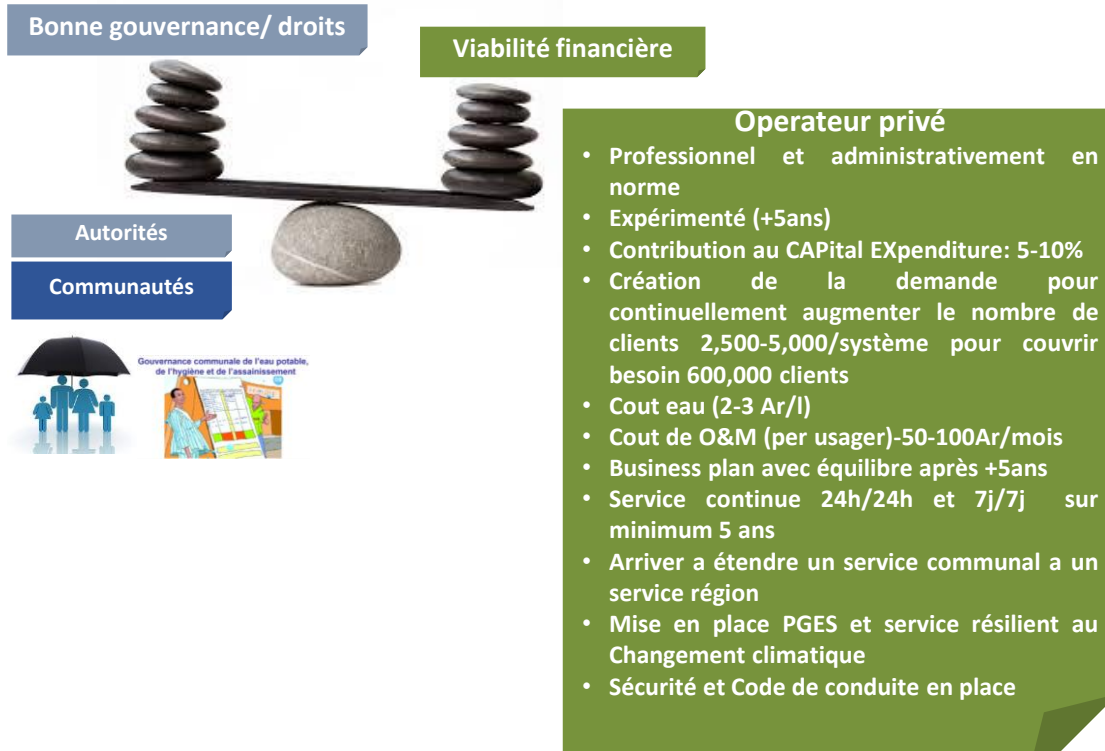 Bonne gouvernance/ droits
Viabilité financière
Autorités
Communautés
Gouvernance communale de l'eau potable,
de l'hygiène et de l'assainissement
Operateur privé
• Professionnel et administrativement en
norme
• Expérimenté (+5ans)
• Contribution au CAPital EXpenditure: 5-10%
• Création de la demande pour
continuellement augmenter le nombre de
clients 2,500-5,000/système pour couvrir
besoin 600,000 clients
• Cout eau (2-3 Ar/l)
• Cout de O&M (per usager)-50-100Ar/mois
• Business plan avec équilibre après +5ans
• Service continue 24h/24h et 7j/7j sur
minimum 5 ans
• Arriver a étendre un service communal a un
service région
• Mise en place PGES et service résilient au
Changement climatique
• Sécurité et Code de conduite en place